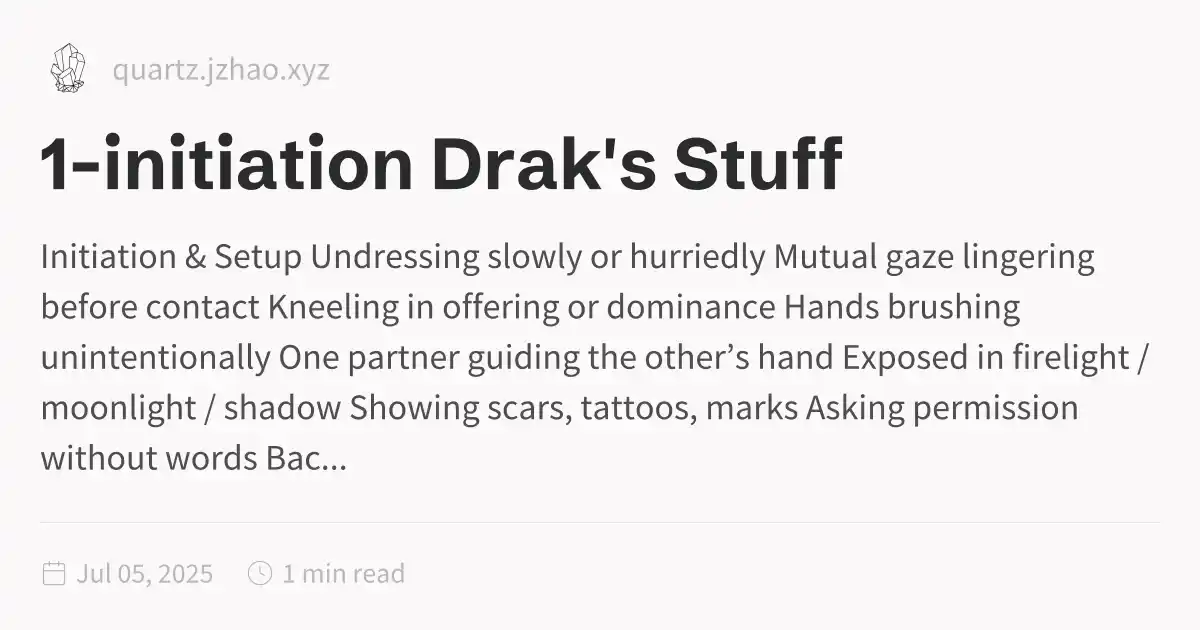 quartz.jzhao.xyz
1-initiation Drak's Stuff
Initiation & Setup Undressing slowly or hurriedly Mutual gaze lingering
before contact Kneeling in offering or dominance Hands brushing
unintentionally One partner guiding the other’s hand Exposed in firelight /
moonlight / shadow Showing scars, tattoos, marks Asking permission
without words Bac...
Jul 05, 2025 1 min read